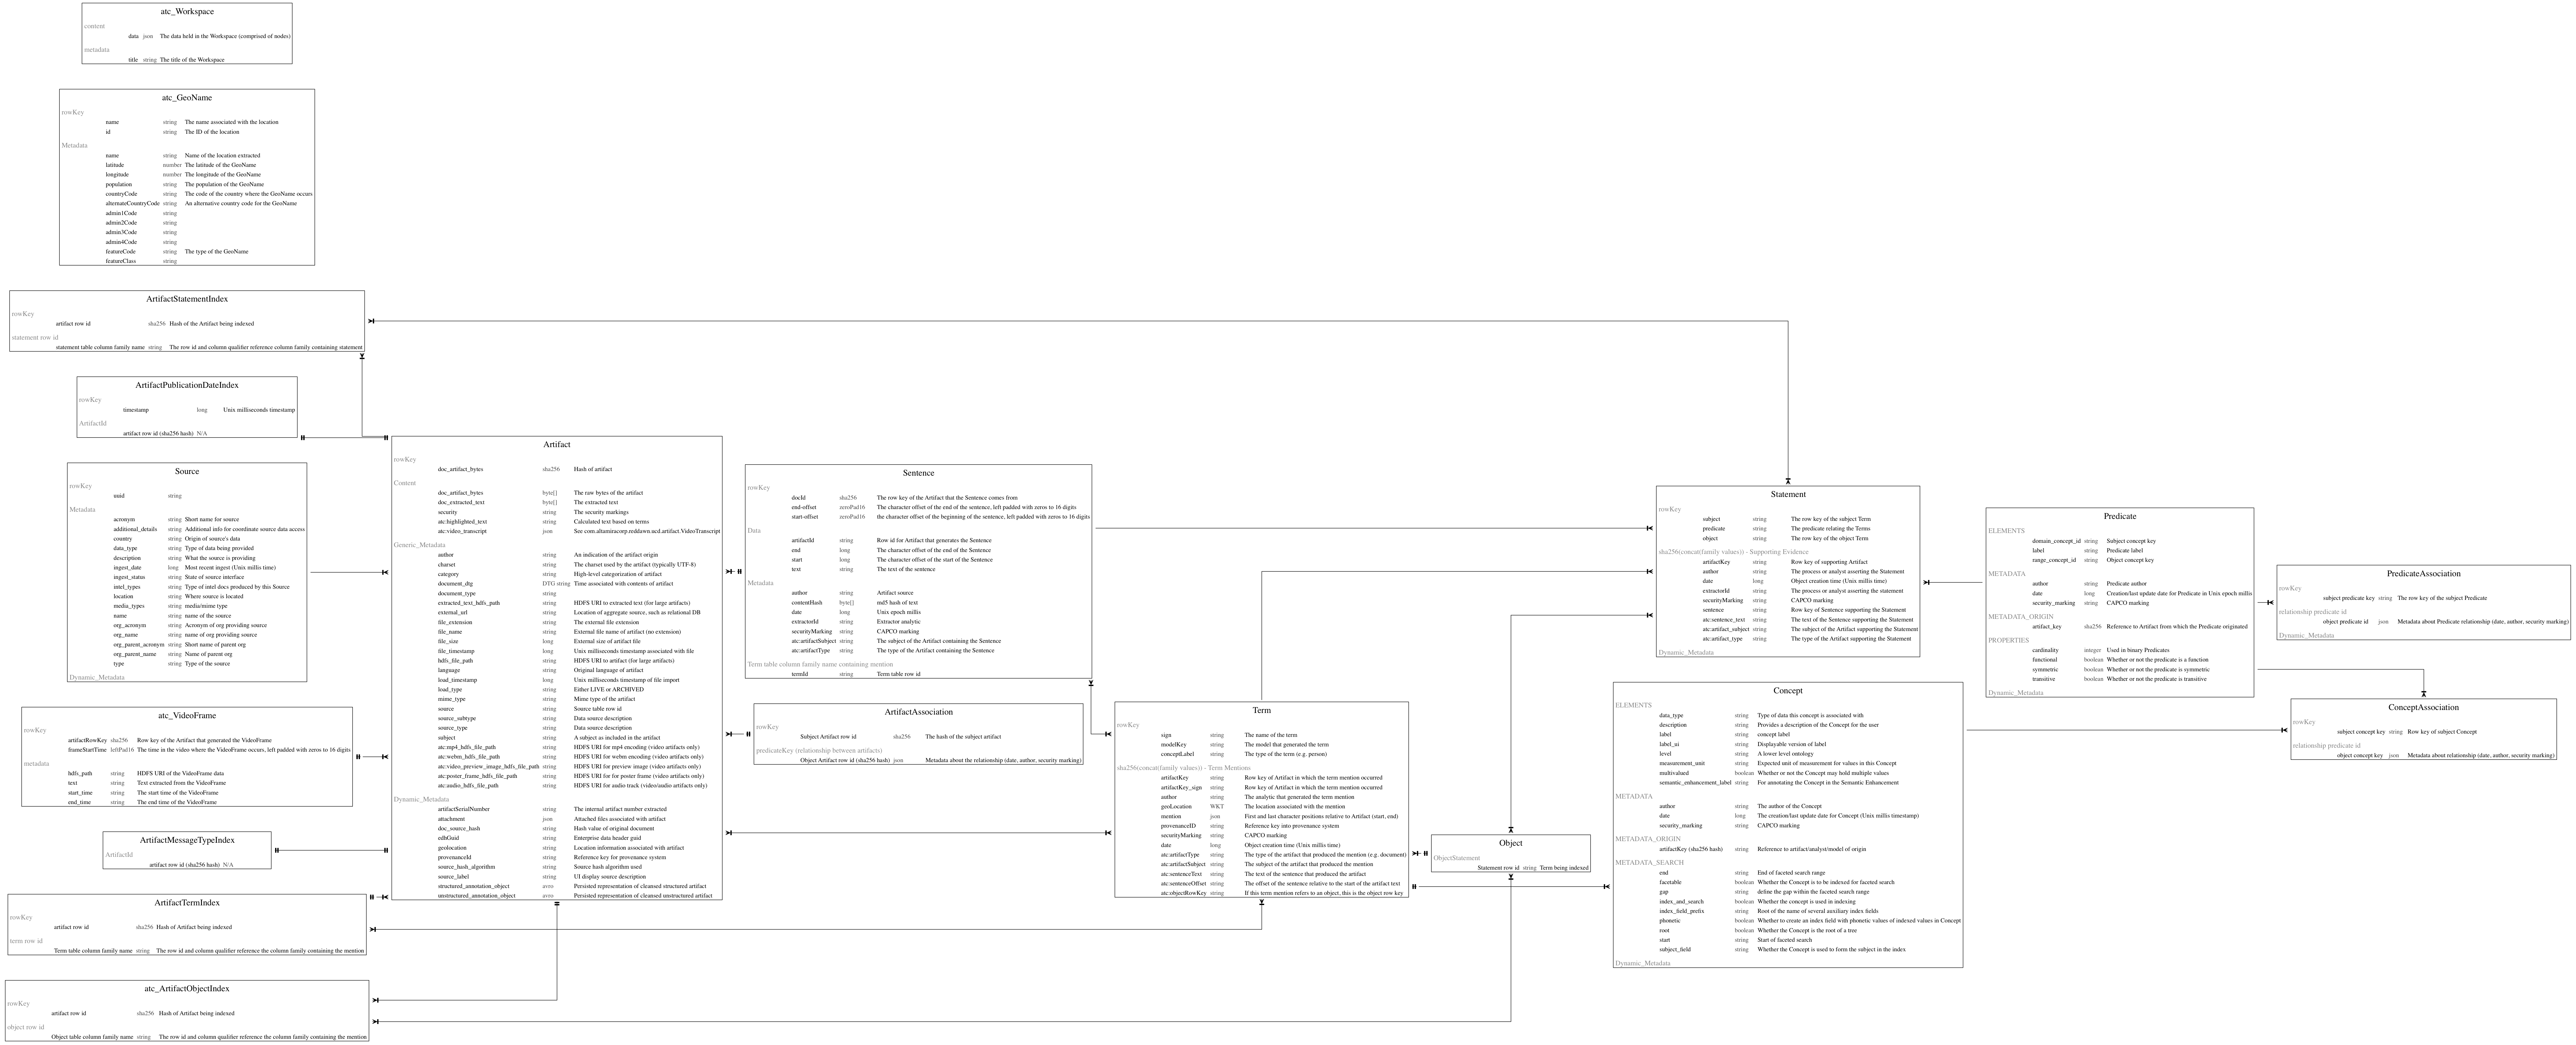 atc_Workspace
content
data json The data held in the Workspace (comprised of nodes)
metadata
title string The title of the Workspace
atc_GeoName
rowKey
name string The name associated with the location
id string The ID of the location
Metadata
name string Name of the location extracted
latitude number The latitude of the GeoName
longitude number The longitude of the GeoName
population string The population of the GeoName
countryCode string The code of the country where the GeoName occurs
alternateCountryCode string An alternative country code for the GeoName
admin1Code string
admin2Code string
admin3Code string
admin4Code string
featureCode string The type of the GeoName
featureClass string
ArtifactStatementIndex
rowKey
artifact row id sha256 Hash of the Artifact being indexed
statement row id
statement table column family name string The row id and column qualifier reference column family containing statement
ArtifactPublicationDateIndex
rowKey
timestamp long Unix milliseconds timestamp
ArtifactId
artifact row id (sha256 hash) N/A
Source
rowKey
uuid string
Metadata
acronym string Short name for source
additional_details string Additional info for coordinate source data access
country string Origin of source's data
data_type string Type of data being provided
description string What the source is providing
ingest_date long Most recent ingest (Unix millis time)
ingest_status string State of source interface
intel_types string Type of intel docs produced by this Source
location string Where source is located
media_types string media/mime type
name string name of the source
org_acronym string Acronym of org providing source
org_name string name of org providing source
org_parent_acronym string Short name of parent org
org_parent_name string Name of parent org
type string Type of the source
Dynamic_Metadata
atc_VideoFrame
rowKey
artifactRowKey sha256 Row key of the Artifact that generated the VideoFrame
frameStartTime leftPad16 The time in the video where the VideoFrame occurs, left padded with zeros to 16 digits
metadata
hdfs_path string HDFS URI of the VideoFrame data
text string Text extracted from the VideoFrame
start_time string The start time of the VideoFrame
end_time string The end time of the VideoFrame
ArtifactMessageTypeIndex
ArtifactId
artifact row id (sha256 hash) N/A
ArtifactTermIndex
rowKey
artifact row id sha256 Hash of Artifact being indexed
term row id
Term table column family name string The row id and column qualifier reference the column family containing the mention
atc_ArtifactObjectIndex
rowKey
artifact row id sha256 Hash of Artifact being indexed
object row id
Object table column family name string The row id and column qualifier reference the column family containing the mention
Artifact
rowKey
doc_artifact_bytes sha256 Hash of artifact
Content
doc_artifact_bytes byte[] The raw bytes of the artifact
doc_extracted_text byte[] The extracted text
security string The security markings
atc:highlighted_text string Calculated text based on terms
atc:video_transcript json See com.altamiracorp.reddawn.ucd.artifact.VideoTranscript
Generic_Metadata
author string An indication of the artifact origin
charset string The charset used by the artifact (typically UTF-8)
category string High-level categorization of artifact
document_dtg DTG string Time associated with contents of artifact
document_type string
extracted_text_hdfs_path string HDFS URI to extracted text (for large artifacts)
external_url string Location of aggregate source, such as relational DB
file_extension string The external file extension
file_name string External file name of artifact (no extension)
file_size long External size of artifact file
file_timestamp long Unix milliseconds timestamp associated with file
hdfs_file_path string HDFS URI to artifact (for large artifacts)
language string Original language of artifact
load_timestamp long Unix milliseconds timestamp of file import
load_type string Either LIVE or ARCHIVED
mime_type string Mime type of the artifact
source string Source table row id
source_subtype string Data source description
source_type string Data source description
subject string A subject as included in the artifact
atc:mp4_hdfs_file_path string HDFS URI for mp4 encoding (video artifacts only)
atc:webm_hdfs_file_path string HDFS URI for webm encoding (video artifacts only)
atc:video_preview_image_hdfs_file_path string HDFS URI for preview image (video artifacts only)
atc:poster_frame_hdfs_file_path string HDFS URI for for poster frame (video artifacts only)
atc:audio_hdfs_file_path string HDFS URI for audio track (video/audio artifacts only)
Dynamic_Metadata
artifactSerialNumber string The internal artifact number extracted
attachment json Attached files associated with artifact
doc_source_hash string Hash value of original document
edhGuid string Enterprise data header guid
geolocation string Location information associated with artifact
provenanceId string Reference key for provenance system
source_hash_algorithm string Source hash algorithm used
source_label string UI display source description
structured_annotation_object avro Persisted representation of cleansed structured artifact
unstructured_annotation_object avro Persisted representation of cleansed unstructured artifact
Sentence
rowKey
docId sha256 The row key of the Artifact that the Sentence comes from
end-offset zeroPad16 The character offset of the end of the sentence, left padded with zeros to 16 digits
start-offset zeroPad16 the character offset of the beginning of the sentence, left padded with zeros to 16 digits
Data
artifactId string Row id for Artifact that generates the Sentence
end long The character offset of the end of the Sentence
start long The character offset of the start of the Sentence
text string The text of the sentence
Metadata
author string Artifact source
contentHash byte[] md5 hash of text
date long Unix epoch millis
extractorId string Extractor analytic
securityMarking string CAPCO marking
atc:artifactSubject string The subject of the Artifact containing the Sentence
atc:artifactType string The type of the Artifact containing the Sentence
Term table column family name containing mention
termId string Term table row id
ArtifactAssociation
rowKey
Subject Artifact row id sha256 The hash of the subject artifact
predicateKey (relationship between artifacts)
Object Artifact row id (sha256 hash) json Metadata about the relationship (date, author, security marking)
Term
rowKey
sign string The name of the term
modelKey string The model that generated the term
conceptLabel string The type of the term (e.g. person)
sha256(concat(family values)) - Term Mentions
artifactKey string Row key of Artifact in which the term mention occurred
artifactKey_sign string Row key of Artifact in which the term mention occurred
author string The analytic that generated the term mention
geoLocation WKT The location associated with the mention
mention json First and last character positions relative to Artifact (start, end)
provenanceID string Reference key into provenance system
securityMarking string CAPCO marking
date long Object creation time (Unix millis time)
atc:artifactType string The type of the artifact that produced the mention (e.g. document)
atc:artifactSubject string The subject of the artifact that produced the mention
atc:sentenceText string The text of the sentence that produced the artifact
atc:sentenceOffset string The offset of the sentence relative to the start of the artifact text
atc:objectRowKey string If this term mention refers to an object, this is the object row key
Object
ObjectStatement
Statement row id string Term being indexed
Statement
rowKey
subject string The row key of the subject Term
predicate string The predicate relating the Terms
object string The row key of the object Term
sha256(concat(family values)) - Supporting Evidence
artifactKey string Row key of supporting Artifact
author string The process or analyst asserting the Statement
date long Object creation time (Unix millis time)
extractorId string The process or analyst asserting the statement
securityMarking string CAPCO marking
sentence string Row key of Sentence supporting the Statement
atc:sentence_text string The text of the Sentence supporting the Statement
atc:artifact_subject string The subject of the Artifact supporting the Statement
atc:artifact_type string The type of the Artifact supporting the Statement
Dynamic_Metadata
Concept
ELEMENTS
data_type string Type of data this concept is associated with
description string Provides a description of the Concept for the user
label string concept label
label_ui string Displayable version of label
level string A lower level ontology
measurement_unit string Expected unit of measurement for values in this Concept
multivalued boolean Whether or not the Concept may hold multiple values
semantic_enhancement_label string For annotating the Concept in the Semantic Enhancement
METADATA
author string The author of the Concept
date long The creation/last update date for Concept (Unix millis timestamp)
security_marking string CAPCO marking
METADATA_ORIGIN
artifactKey (sha256 hash) string Reference to artifact/analyst/model of origin
METADATA_SEARCH
end string End of faceted search range
facetable boolean Whether the Concept is to be indexed for faceted search
gap string define the gap within the faceted search range
index_and_search boolean Whether the concept is used in indexing
index_field_prefix string Root of the name of several auxiliary index fields
phonetic boolean Whether to create an index field with phonetic values of indexed values in Concept
root boolean Whether the Concept is the root of a tree
start string Start of faceted search
subject_field string Whether the Concept is used to form the subject in the index
Dynamic_Metadata
Predicate
ELEMENTS
domain_concept_id string Subject concept key
label string Predicate label
range_concept_id string Object concept key
METADATA
author string Predicate author
date long Creation/last update date for Predicate in Unix epoch millis
security_marking string CAPCO marking
METADATA_ORIGIN
artifact_key sha256 Reference to Artifact from which the Predicate originated
PROPERTIES
cardinality integer Used in binary Predicates
functional boolean Whether or not the predicate is a function
symmetric boolean Whether or not the predicate is symmetric
transitive boolean Whether or not the predicate is transitive
Dynamic_Metadata
PredicateAssociation
rowKey
subject predicate key string The row key of the subject Predicate
relationship predicate id
object predicate id json Metadata about Predicate relationship (date, author, security marking)
Dynamic_Metadata
ConceptAssociation
rowKey
subject concept key string Row key of subject Concept
relationship predicate id
object concept key json Metadata about relationship (date, author, security marking)